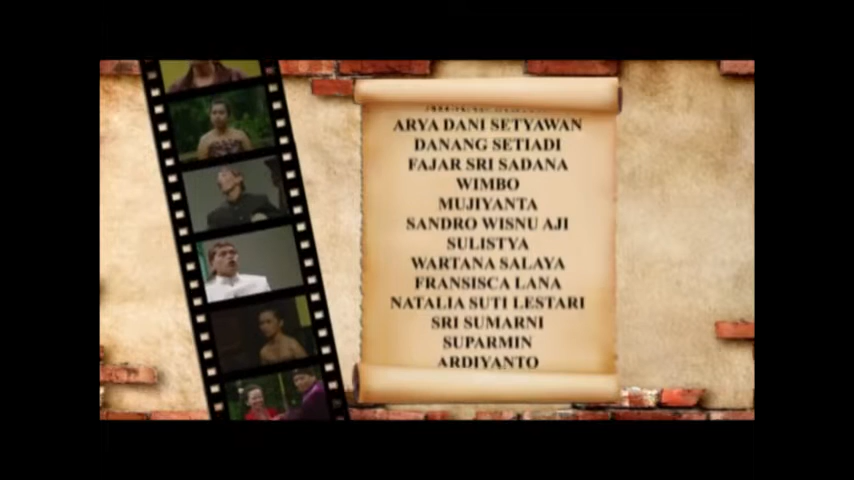 ARYA DANI SETYAWAN
DANANG SETIADI
FAJAR SRI SADANA
WIMBO
MUJIYANTA
SANDRO WISNU AJI
SULISTYA
WARTANA SALAYA
FRANSISCA LANA
NATALIA SUTI LESTARI
SRI SUMARNI
SUPARMIN
ARDIYANTO